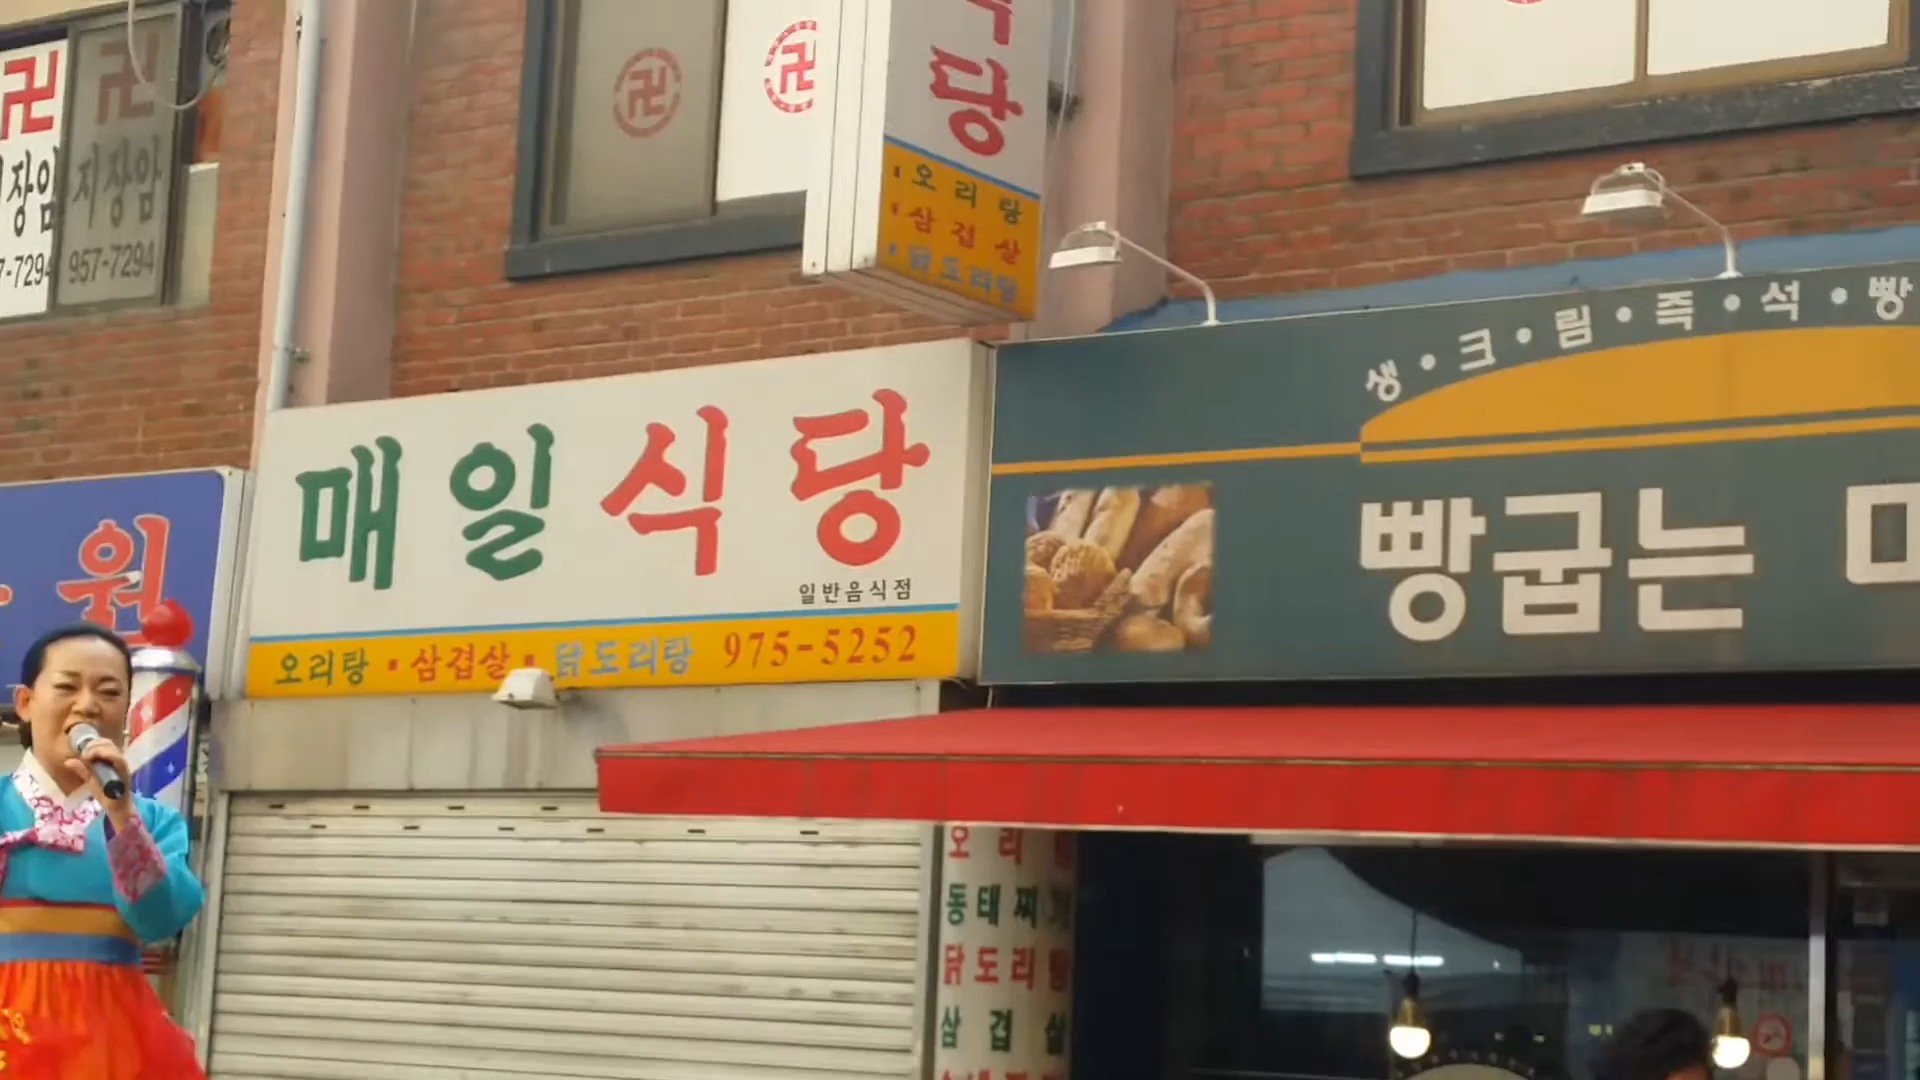 卍
卍
장암
지장암
7-7294
957-7294
卍
卍
식당
오리탕
삼겹살
닭도리탕
매일식당
일반음식점
오리탕·삼겹살·닭도리탕 975-5252
생·크·림·즉·석·빵
빵굽는
원
오리
동태찌
닭도리탕
삼겹살